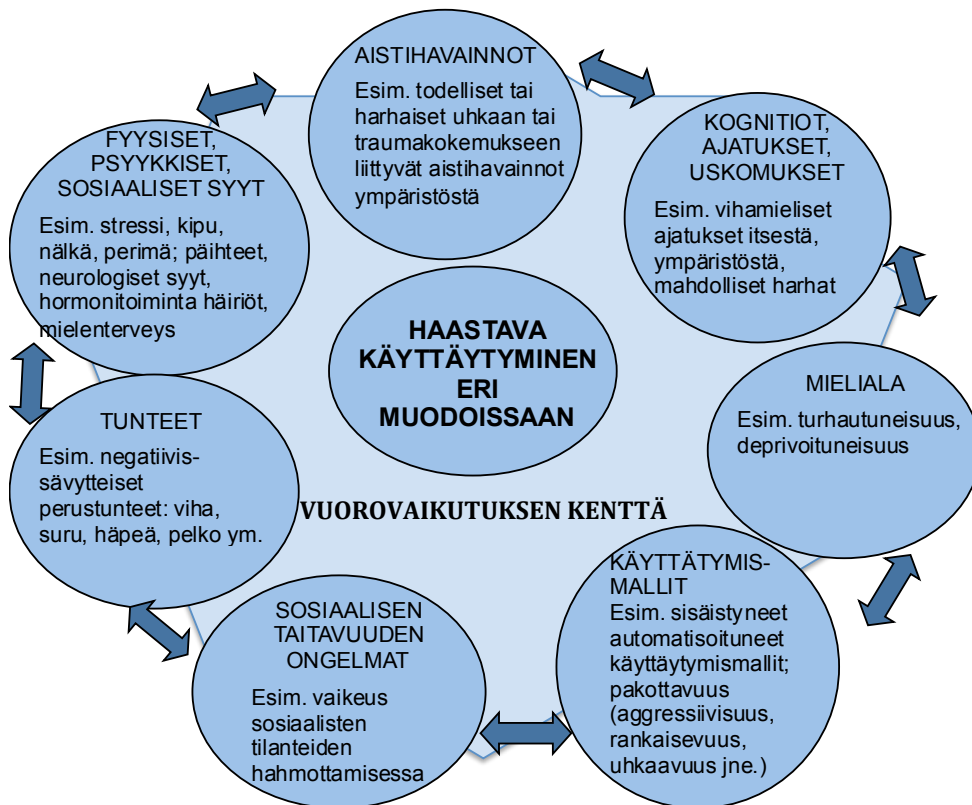 AISTIHAVAINNOT
Esim. todelliset tai
harhaiset uhkaan tai
traumakokemukseen
liittyvät aistihavainnot
ympäristöstä
KOGNITIOT,
AJATUKSET,
USKOMUKSET
Esim. vihamieliset
ajatukset itsestä,
ympäristöstä,
mahdolliset harhat
MIELIALA
Esim. turhautuneisuus,
deprivoituneisuus
KÄYTTÄTYMIS-
MALLIT
Esim. sisäistyneet
automatisoituneet
käyttäytymismallit;
pakottavuus
(aggressiivisuus,
rankaisevuus,
uhkaavuus jne.)
SOSIAALISEN
TAITAVUUDEN
ONGELMAT
Esim. vaikeus
sosiaalisten
tilanteiden
hahmottamisessa
TUNTEET
Esim. negatiivis-
sävytteiset
perustunteet: viha,
suru, häpeä, pelko ym.
FYYSISET,
PSYYKKISET,
SOSIAALISET SYYT
Esim. stressi, kipu,
nälkä, perimä; päihteet,
neurologiset syyt,
hormonitoiminta häiriöt,
mielenterveys
HAASTAVA
KÄYTTÄYTYMINEN
ERI
MUODOISSAAN
VUOROVAIKUTUKSEN KENTTÄ